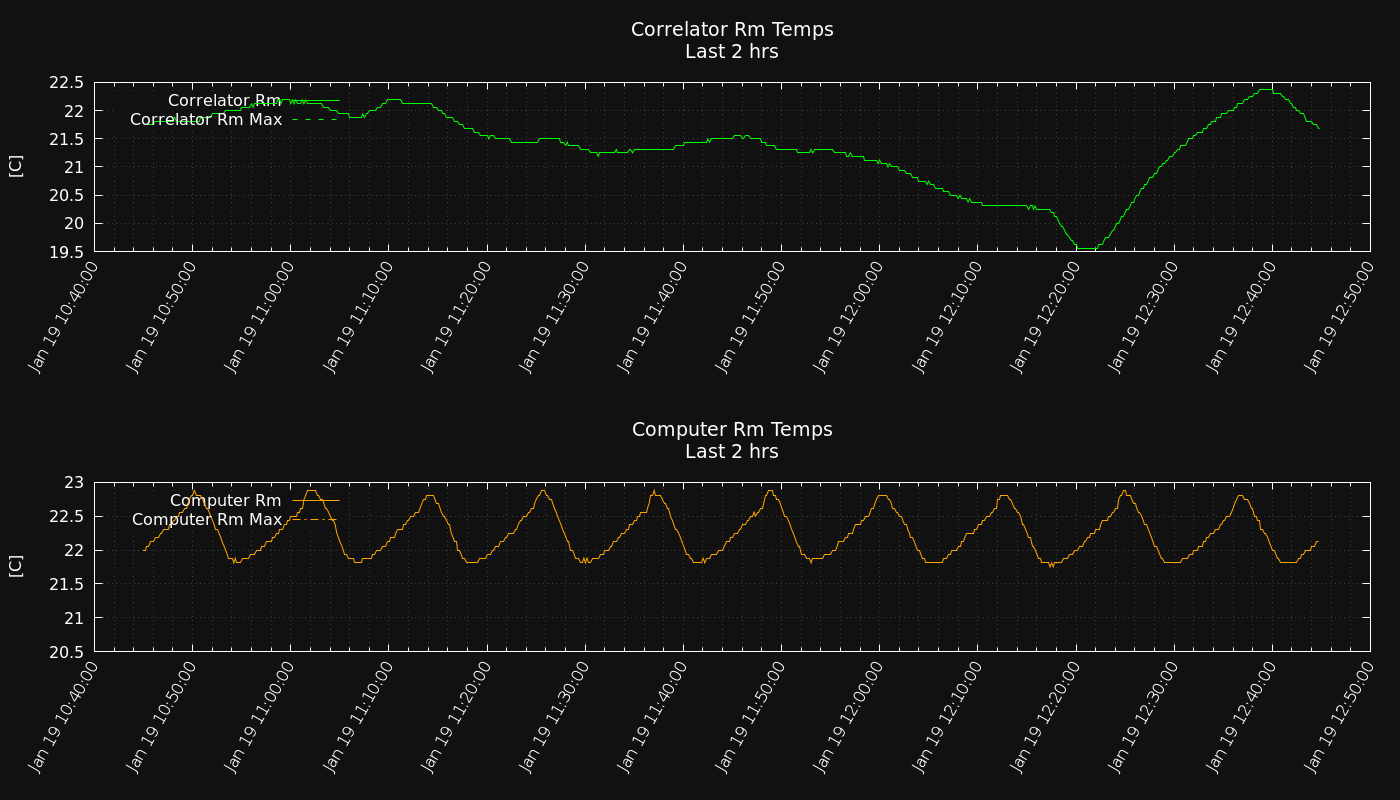 Correlator Rm Temps
Last 2 hrs
22.5
22
21.5
21
20.5
20
19.5
[C]
Correlator Rm
Correlator Rm Max
Jan 19 10:40:00
Jan 19 10:50:00
Jan 19 11:00:00
Jan 19 11:10:00
Jan 19 11:20:00
Jan 19 11:30:00
Jan 19 11:40:00
Jan 19 11:50:00
Jan 19 12:00:00
Jan 19 12:10:00
Jan 19 12:20:00
Jan 19 12:30:00
Jan 19 12:40:00
Jan 19 12:50:00
Computer Rm Temps
Last 2 hrs
23
22.5
22
21.5
21
20.5
[C]
Computer Rm
Computer Rm Max
Jan 19 10:40:00
Jan 19 10:50:00
Jan 19 11:00:00
Jan 19 11:10:00
Jan 19 11:20:00
Jan 19 11:30:00
Jan 19 11:40:00
Jan 19 11:50:00
Jan 19 12:00:00
Jan 19 12:10:00
Jan 19 12:20:00
Jan 19 12:30:00
Jan 19 12:40:00
Jan 19 12:50:00